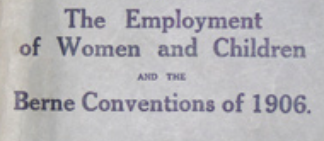 The Employment
of Women and Children
AND THE
Berne Conventions of 1906.